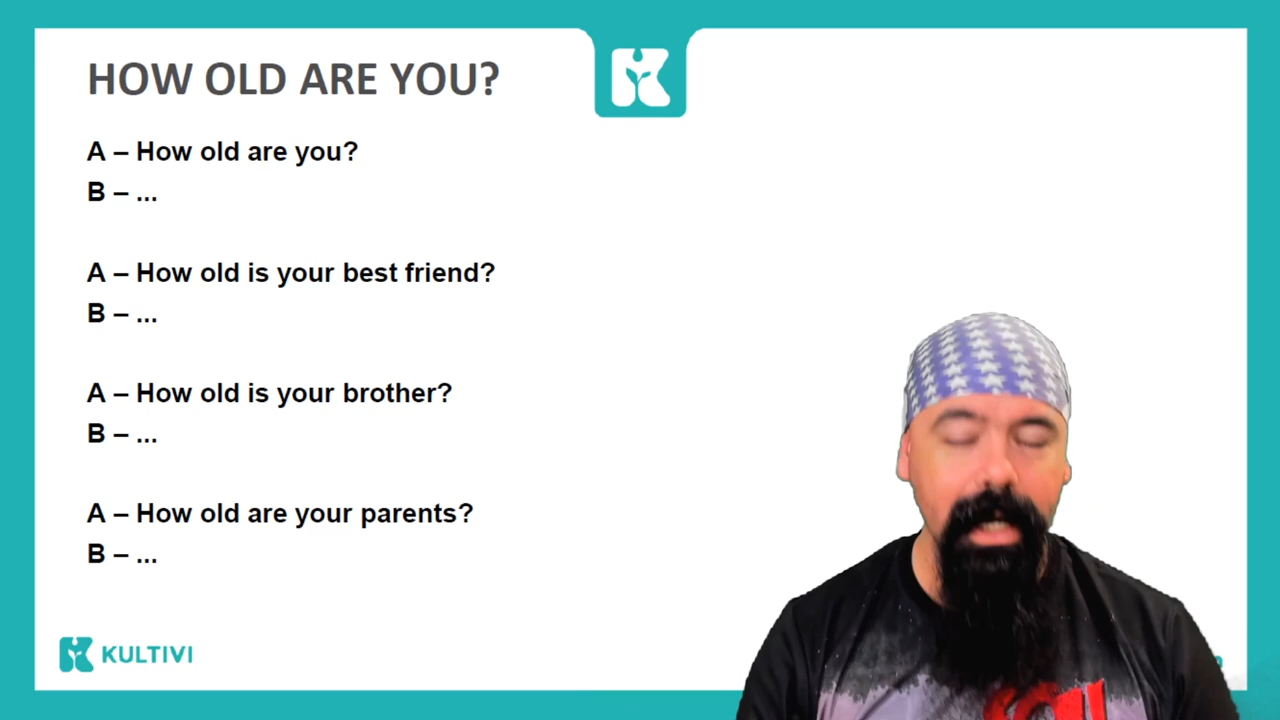 HOW OLD ARE YOU?
A – How old are you?
B – ...
A – How old is your best friend?
B – ...
A – How old is your brother?
B – ...
A – How old are your parents?
B – ...
KULTIVI